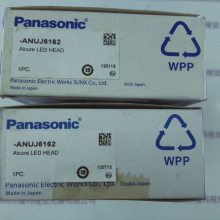 Panasonic
-ANUJ6162
Aicure LED HEAD
1PC.
120113
Panasonic Electric Works SUNX Co., Ltd.
Aichi Japan
Made in Japan
WPP
Panasonic
-ANUJ6162
Aicure LED HEAD
1PC.
100713
Panasonic Electric Works Co., Ltd.
Osaka Japan
Made in Japan
WPP